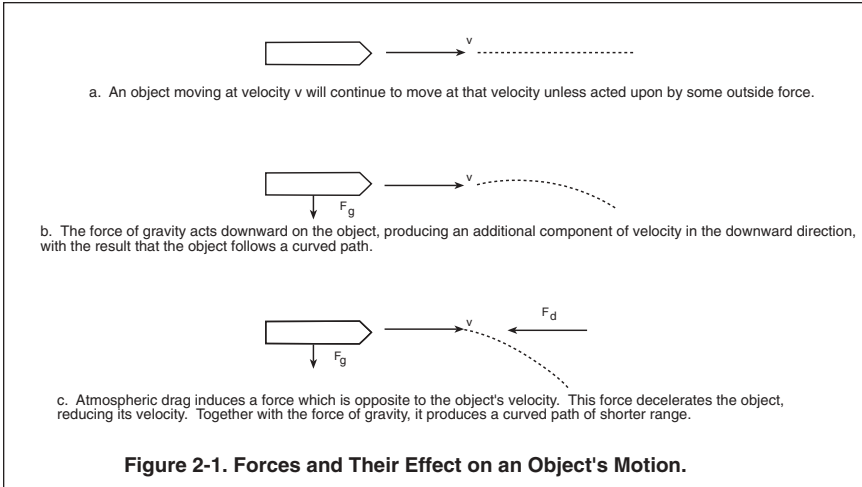 v
a. An object moving at velocity v will continue to move at that velocity unless acted upon by some outside force.
v
Fg
b. The force of gravity acts downward on the object, producing an additional component of velocity in the downward direction,
with the result that the object follows a curved path.
Fd
v
Fg
c. Atmospheric drag induces a force which is opposite to the object's velocity. This force decelerates the object,
reducing its velocity. Together with the force of gravity, it produces a curved path of shorter range.
Figure 2-1. Forces and Their Effect on an Object's Motion.